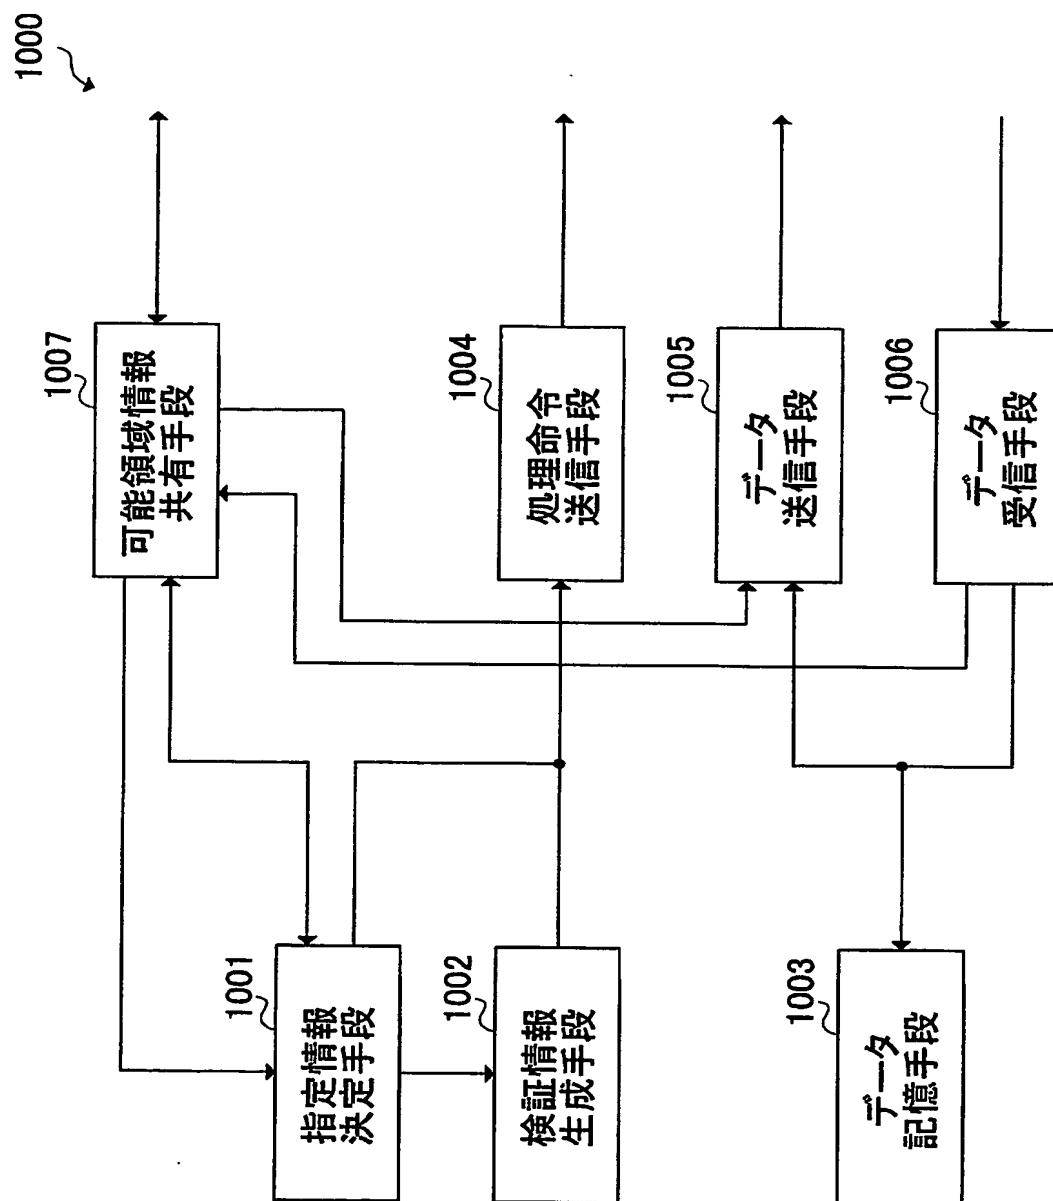 1000
1007
可能領域情報
共有手段
1004
処理命令
送信手段
1005
データ
送信手段
1006
データ
受信手段
1001
指定情報
決定手段
1002
検証情報
生成手段
1003
データ
記憶手段